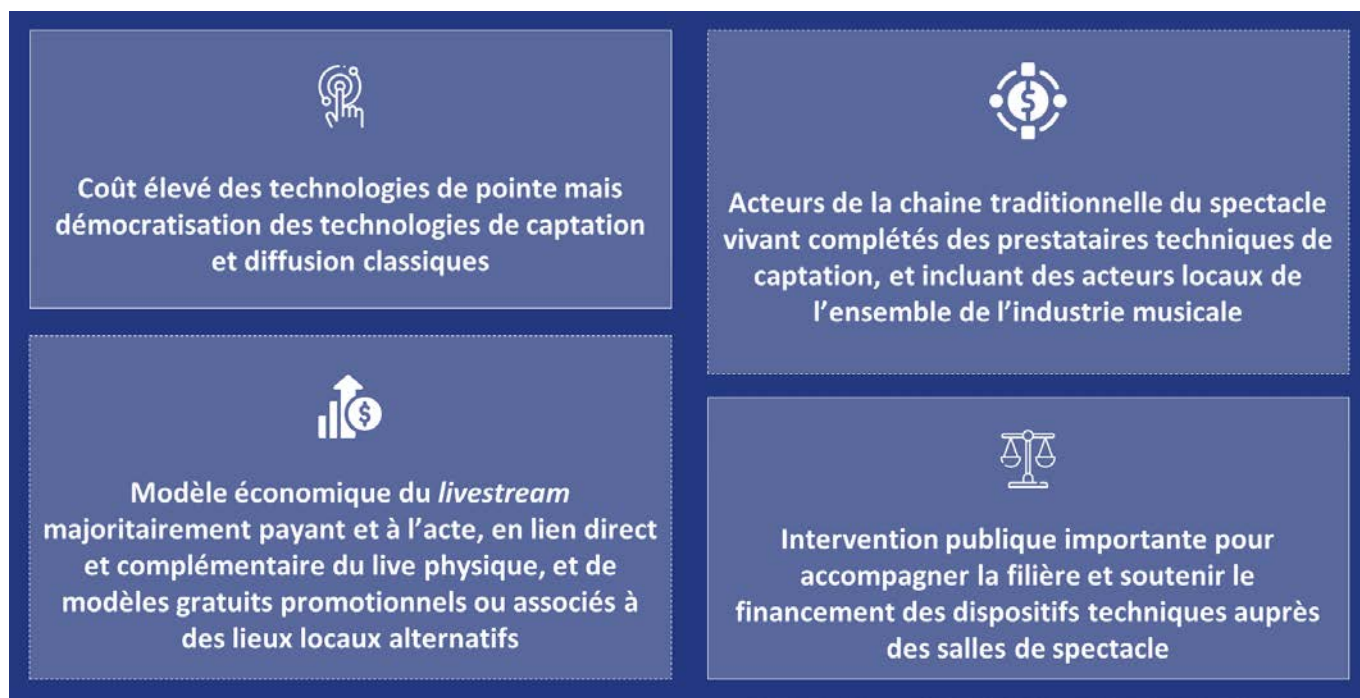 Coût élevé des technologies de pointe mais
démocratisation des technologies de captation
et diffusion classiques
Acteurs de la chaine traditionnelle du spectacle
vivant complétés des prestataires techniques de
captation, et incluant des acteurs locaux de
l’ensemble de l’industrie musicale
Modèle économique du livestream
majoritairement payant et à l’acte, en lien direct
et complémentaire du live physique, et de
modèles gratuits promotionnels ou associés à
des lieux locaux alternatifs
Intervention publique importante pour
accompagner la filière et soutenir le
financement des dispositifs techniques auprès
des salles de spectacle